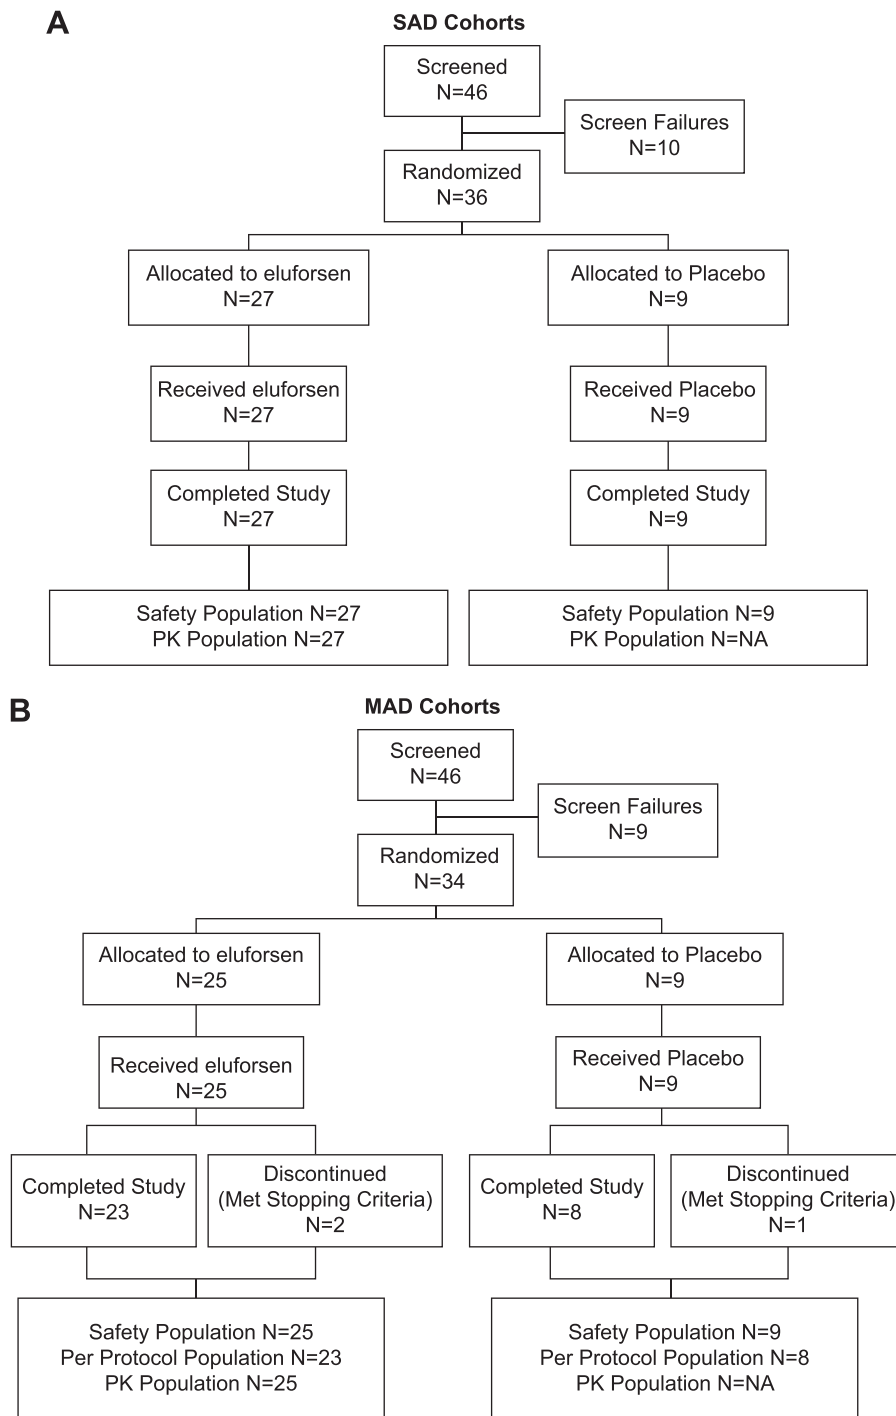 A
SAD Cohorts
Screened
N=46
Screen Failures
N=10
Randomized
N=36
Allocated to eluforsen
N=27
Allocated to Placebo
N=9
Received eluforsen
N=27
Received Placebo
N=9
Completed Study
N=27
Completed Study
N=9
Safety Population N=27
PK Population N=27
Safety Population N=9
PK Population N=NA
B
MAD Cohorts
Screened
N=46
Screen Failures
N=9
Randomized
N=34
Allocated to eluforsen
N=25
Allocated to Placebo
N=9
Received eluforsen
N=25
Received Placebo
N=9
Completed Study
N=23
Discontinued
(Met Stopping Criteria)
N=2
Completed Study
N=8
Discontinued
(Met Stopping Criteria)
N=1
Safety Population N=25
Per Protocol Population N=23
PK Population N=25
Safety Population N=9
Per Protocol Population N=8
PK Population N=NA